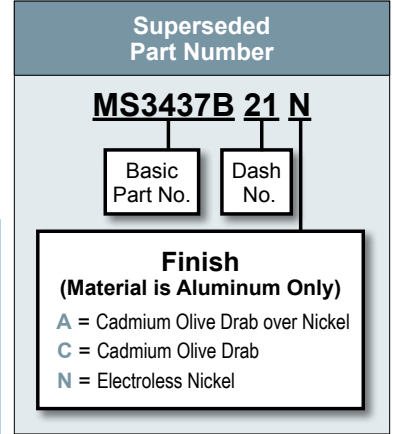 Superseded
Part Number
MS3437B 21 N
Basic
Part No.
Dash
No.
Finish
(Material is Aluminum Only)
A = Cadmium Olive Drab over Nickel
C = Cadmium Olive Drab
N = Electroless Nickel